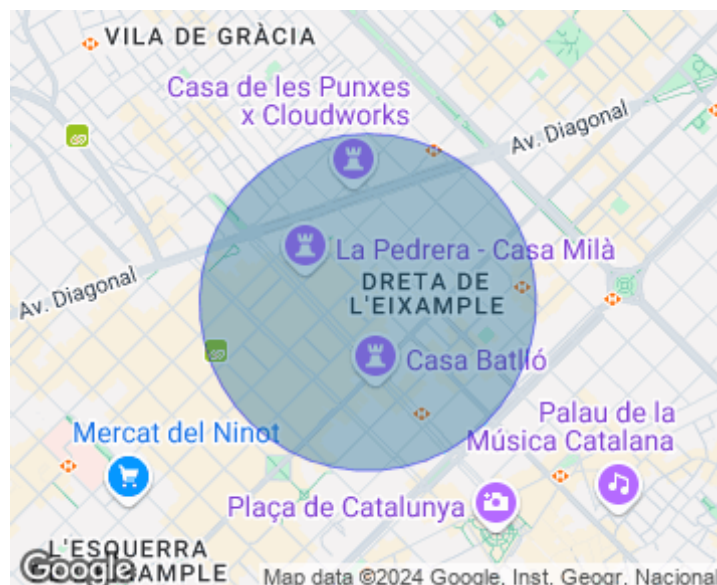 VILA DE GRÀCIA
Casa de les Punxes
x Cloudworks
Av. Diagonal
La Pedrera - Casa Milà
DRETA DE
L'EIXAMPLE
Av. Diagonal
Casa Batlló
Mercat del Ninot
Palau de la
Música Catalana
Plaça de Catalunya
L'ESQUERRA
Google
Map data ©2024 Google, Inst. Geogr. Nacional